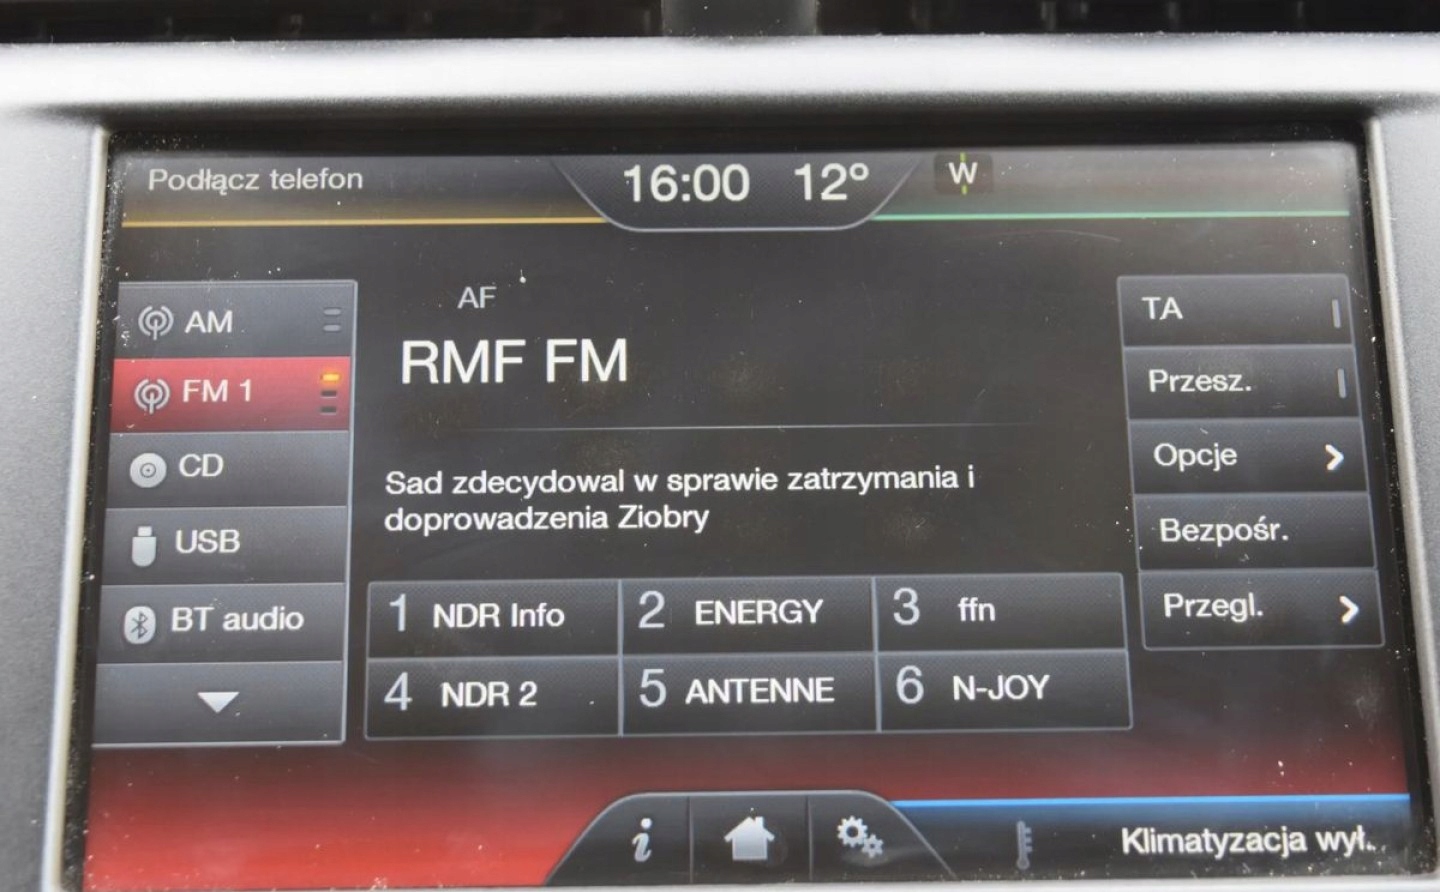 Podłącz telefon
16:00 12° W
AM
FM 1
CD
USB
BT audio
AF
RMF FM
Sad zdecydowal w sprawie zatrzymania i
doprowadzenia Ziobry
1 NDR Info
2 ENERGY
3 ffn
4 NDR 2
5 ANTENNE
6 N-JOY
TA
Przesz.
Opcje
Bezpośr.
Przegl.
i
Klimatyzacja wył.